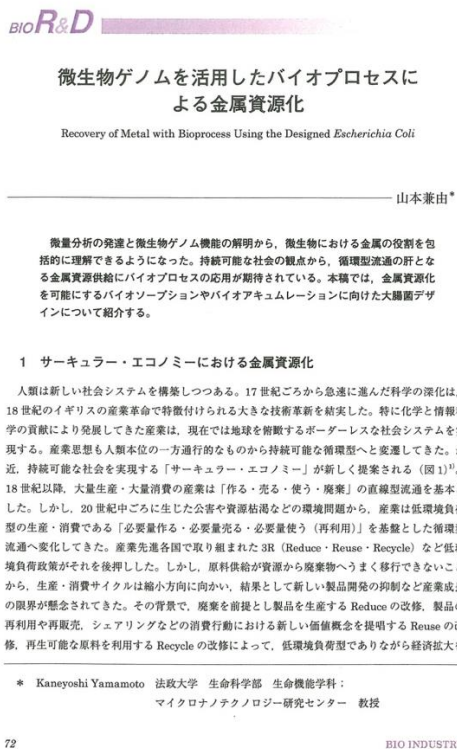 BIO R&D
微生物ゲノムを活用したバイオプロセスに
よる金属資源化
Recovery of Metal with Bioprocess Using the Designed Escherichia Coli
山本兼由*
微量分析の発達と微生物ゲノム機能の解明から，微生物における金属の役割を包
括的に理解できるようになった。持続可能な社会の観点から，循環型流通の肝とな
る金属資源供給にバイオプロセスの応用が期待されている。本稿では，金属資源化
を可能にするバイオソープションやバイオアキュムレーションに向けた大腸菌デザ
インについて紹介する。
1 サーキュラー・エコノミーにおける金属資源化
人類は新しい社会システムを構築しつつある。17世紀ごろから急速に進んだ科学の深化は，
18世紀のイギリスの産業革命で特徴付けられる大きな技術革新を結実した。特に化学と情報
学の貢献により発展してきた産業は，現在では地球を俯瞰するボーダーレスな社会システムを
現する。産業思想も人類本位の一方通行的なものから持続可能な循環型へと変遷してきた。
近，持続可能な社会を実現する「サーキュラー・エコノミー」が新しく提案される（図1）1)。
18世紀以降，大量生産・大量消費の産業は「作る・売る・使う・廃棄」の直線型流通を基本
した。しかし，20世紀中ごろに生じた公害や資源枯渇などの環境問題から，産業は低環境負
型の生産・消費である「必要量作る・必要量売る・必要量使う（再利用）」を基盤とした循環
流通へ変化してきた。産業先進各国で取り組まれた3R（Reduce・Reuse・Recycle）など低
境負荷政策がそれを後押しした。しかし，原料供給が資源から廃棄物へうまく移行できないこ
から，生産・消費サイクルは縮小方向に向かい，結果として新しい製品開発の抑制など産業成
の限界が懸念されてきた。その背景で，廃棄を前提とし製品を生産するReduceの改修，製品
再利用や再販売，シェアリングなどの消費行動における新しい価値概念を提唱するReuseの
修，再生可能な原料を利用するRecycleの改修によって，低環境負荷型でありながら経済拡大
* Kaneyoshi Yamamoto 法政大学 生命科学部 生命機能学科；
マイクロナノテクノロジー研究センター 教授
72
BIO INDUSTR